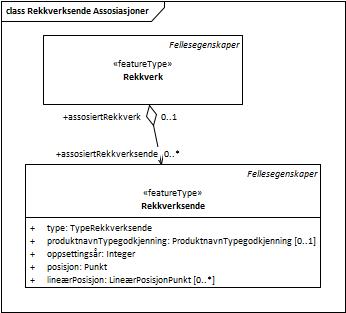 class Rekkverksende Assosiasjoner
Fellesegenskaper
«featureType»
Rekkverk
+assosiertRekkverk 0..1
+assosiertRekkverksende 0..*
Fellesegenskaper
«featureType»
Rekkverksende
+ type: TypeRekkverksende
+ produktnavnTypegodkjenning: ProduktnavnTypegodkjenning [0..1]
+ oppsettingsår: Integer
+ posisjon: Punkt
+ lineærPosisjon: LineærPosisjonPunkt [0..*]